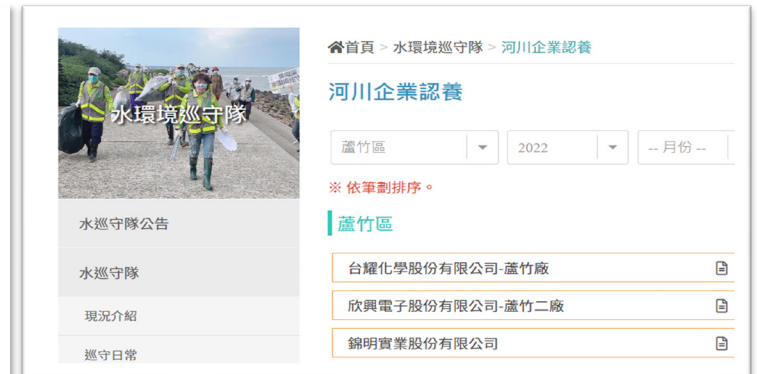 首頁 > 水環境巡守隊 > 河川企業認養
水環境巡守隊
河川企業認養
蘆竹區
2022
-- 月份 --
※ 依筆劃排序。
蘆竹區
水巡守隊公告
水巡守隊
現況介紹
巡守日常
台耀化學股份有限公司-蘆竹廠
欣興電子股份有限公司-蘆竹二廠
錦明實業股份有限公司